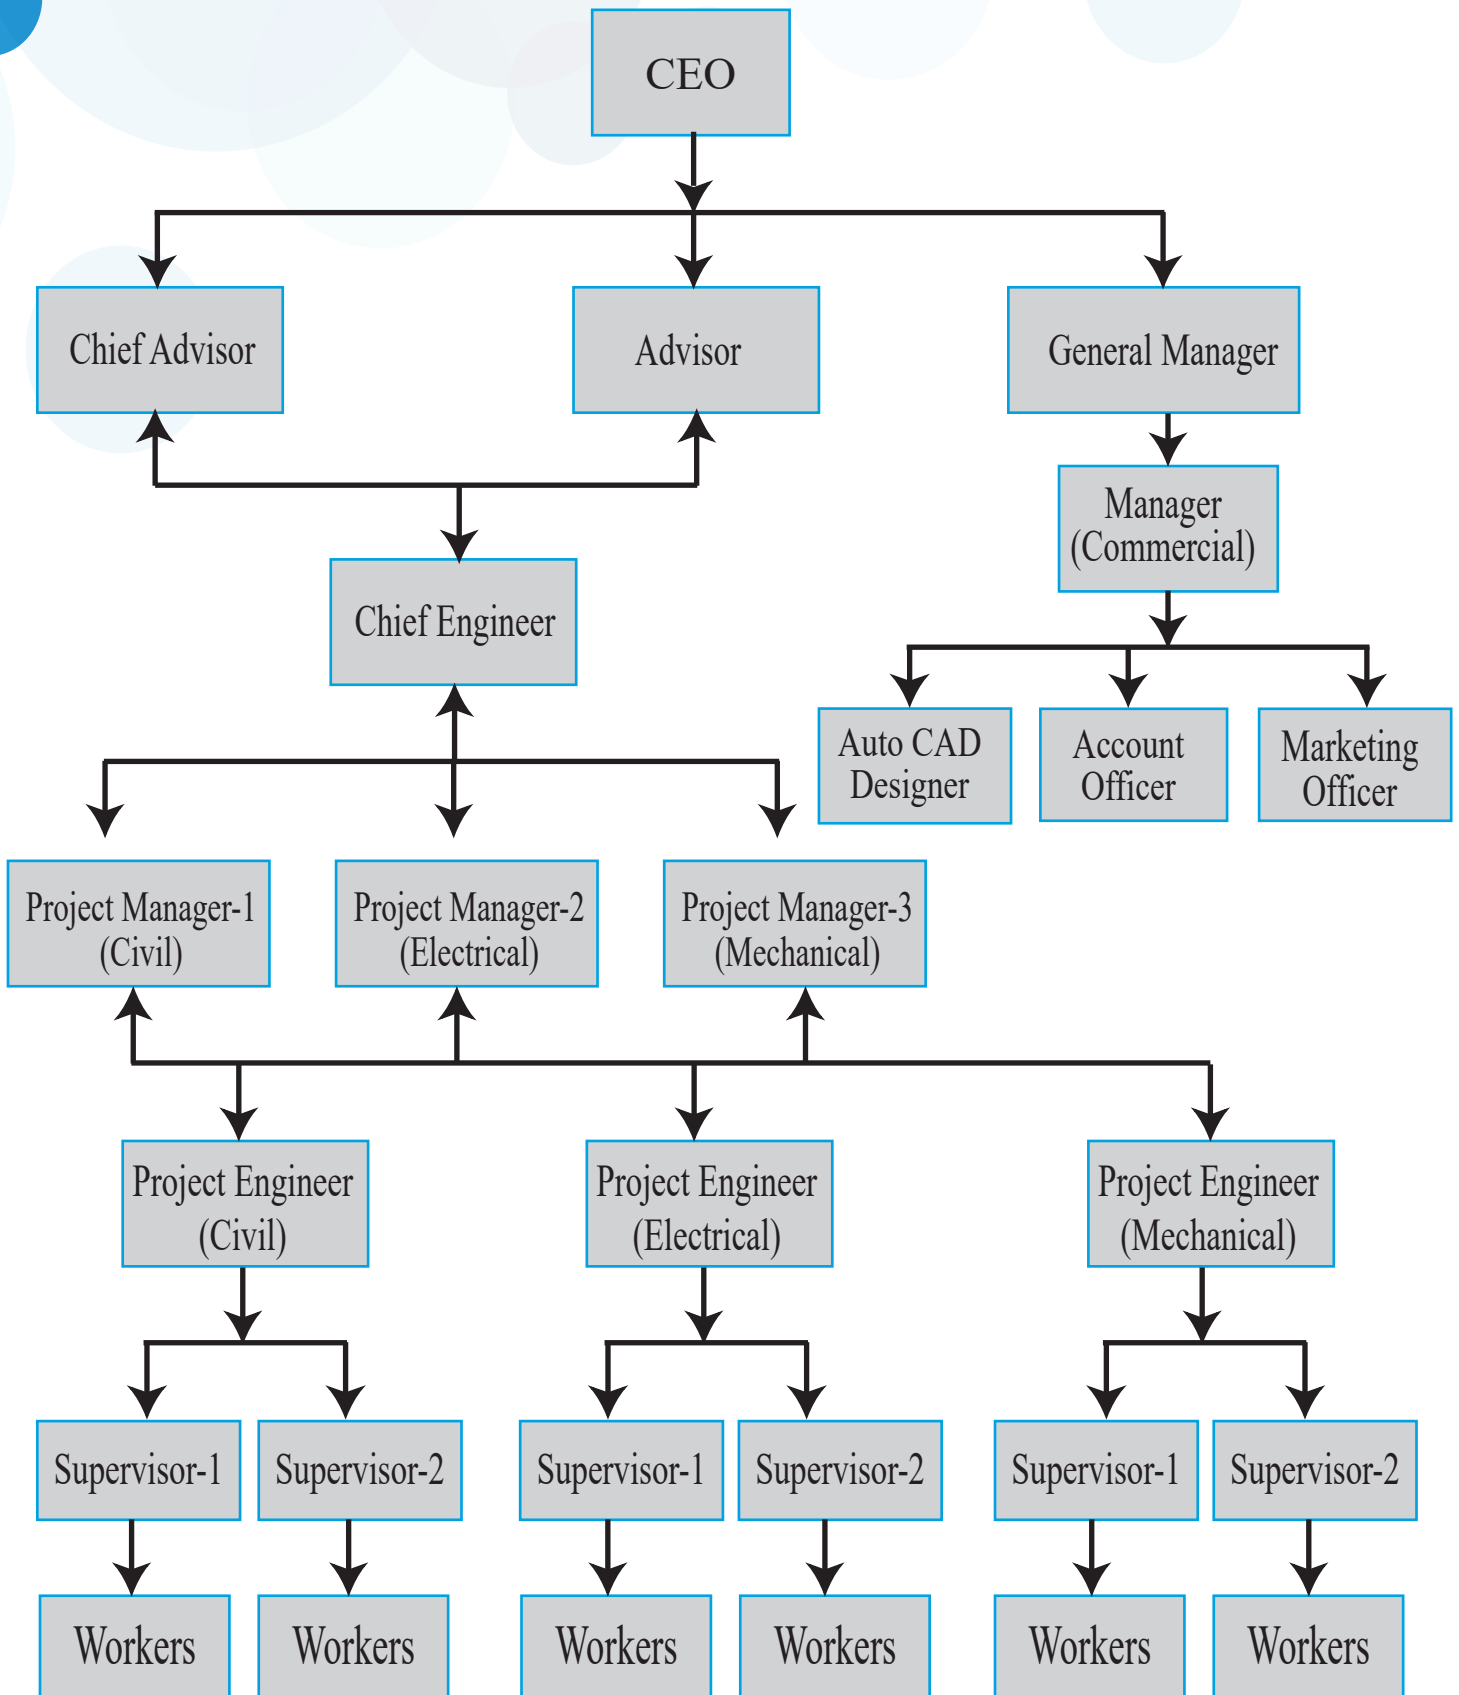 CEO
Chief Advisor
Advisor
General Manager
Manager
(Commercial)
Chief Engineer
Auto CAD
Designer
Account
Officer
Marketing
Officer
Project Manager-1
(Civil)
Project Manager-2
(Electrical)
Project Manager-3
(Mechanical)
Project Engineer
(Civil)
Project Engineer
(Electrical)
Project Engineer
(Mechanical)
Supervisor-1
Supervisor-2
Supervisor-1
Supervisor-2
Supervisor-1
Supervisor-2
Workers
Workers
Workers
Workers
Workers
Workers